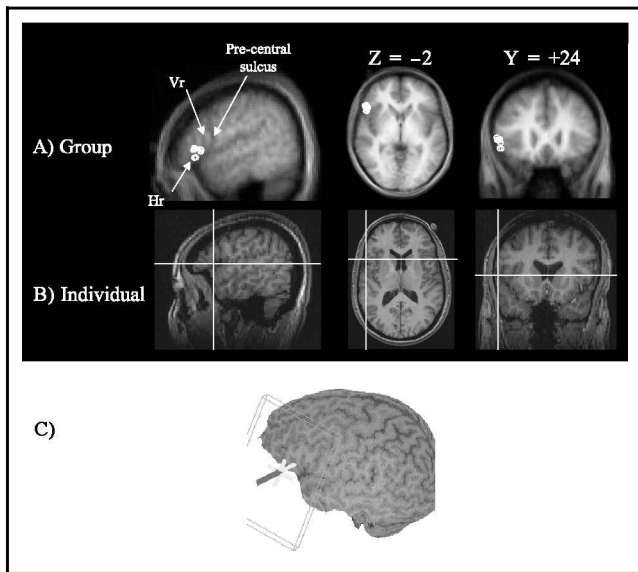 Pre-central
sulcus
Z = −2
Y = +24
Vr
A) Group
Hr
B) Individual
C)